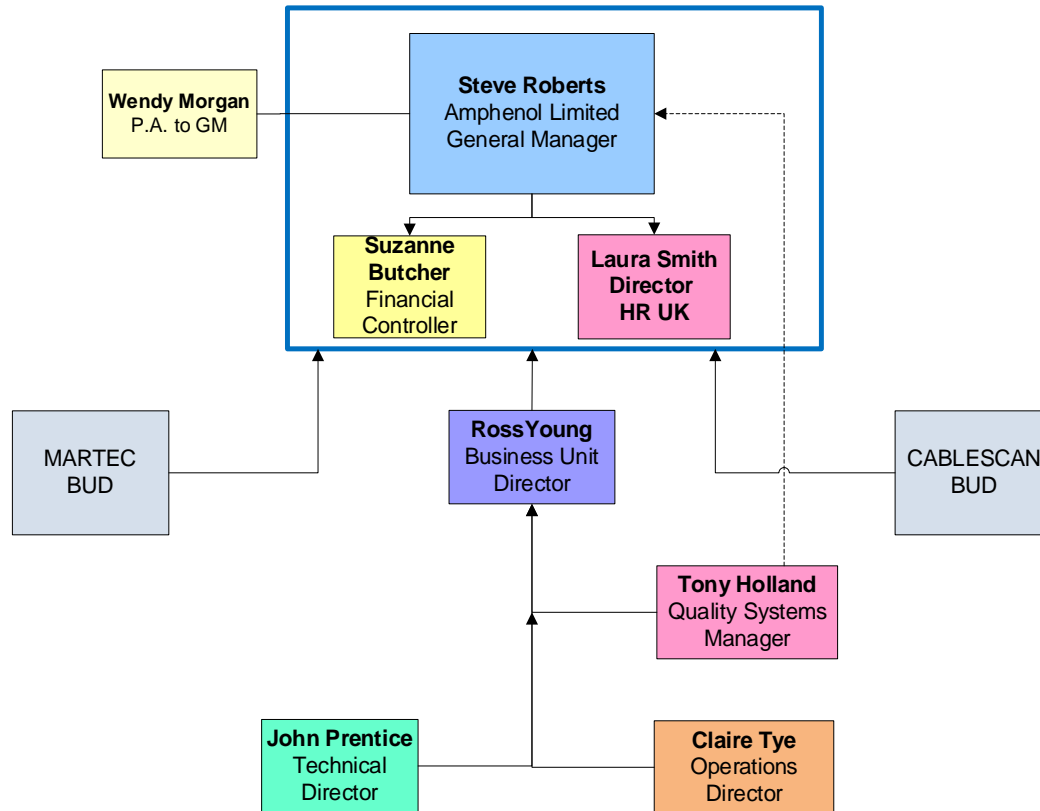 Steve Roberts
Amphenol Limited
General Manager
Wendy Morgan
P.A. to GM
Suzanne
Butcher
Financial
Controller
Laura Smith
Director
HR UK
MARTEC
BUD
RossYoung
Business Unit
Director
CABLESCAN
BUD
Tony Holland
Quality Systems
Manager
John Prentice
Technical
Director
Claire Tye
Operations
Director